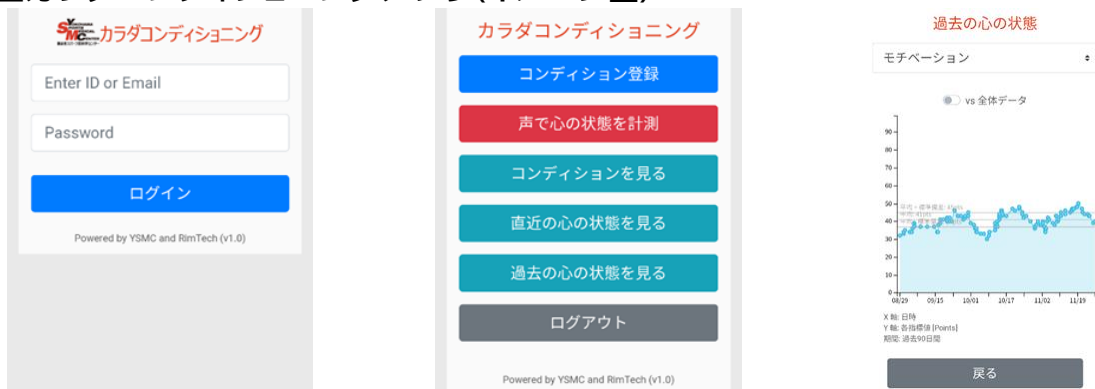 YSMC カラダコンディショニング
Enter ID or Email
Password
ログイン
Powered by YSMC and RimTech (v1.0)
カラダコンディショニング
コンディション登録
声で心の状態を計測
コンディションを見る
直近の心の状態を見る
過去の心の状態を見る
ログアウト
Powered by YSMC and RimTech (v1.0)
過去の心の状態
モチベーション
vs 全体データ
90
80
70
60
50
40
30
20
10
0
08/29 09/15 10/01 10/17 11/02 11/19
X 軸: 日時
Y 軸: 各指標値 [Points]
期間: 過去90日間
戻る